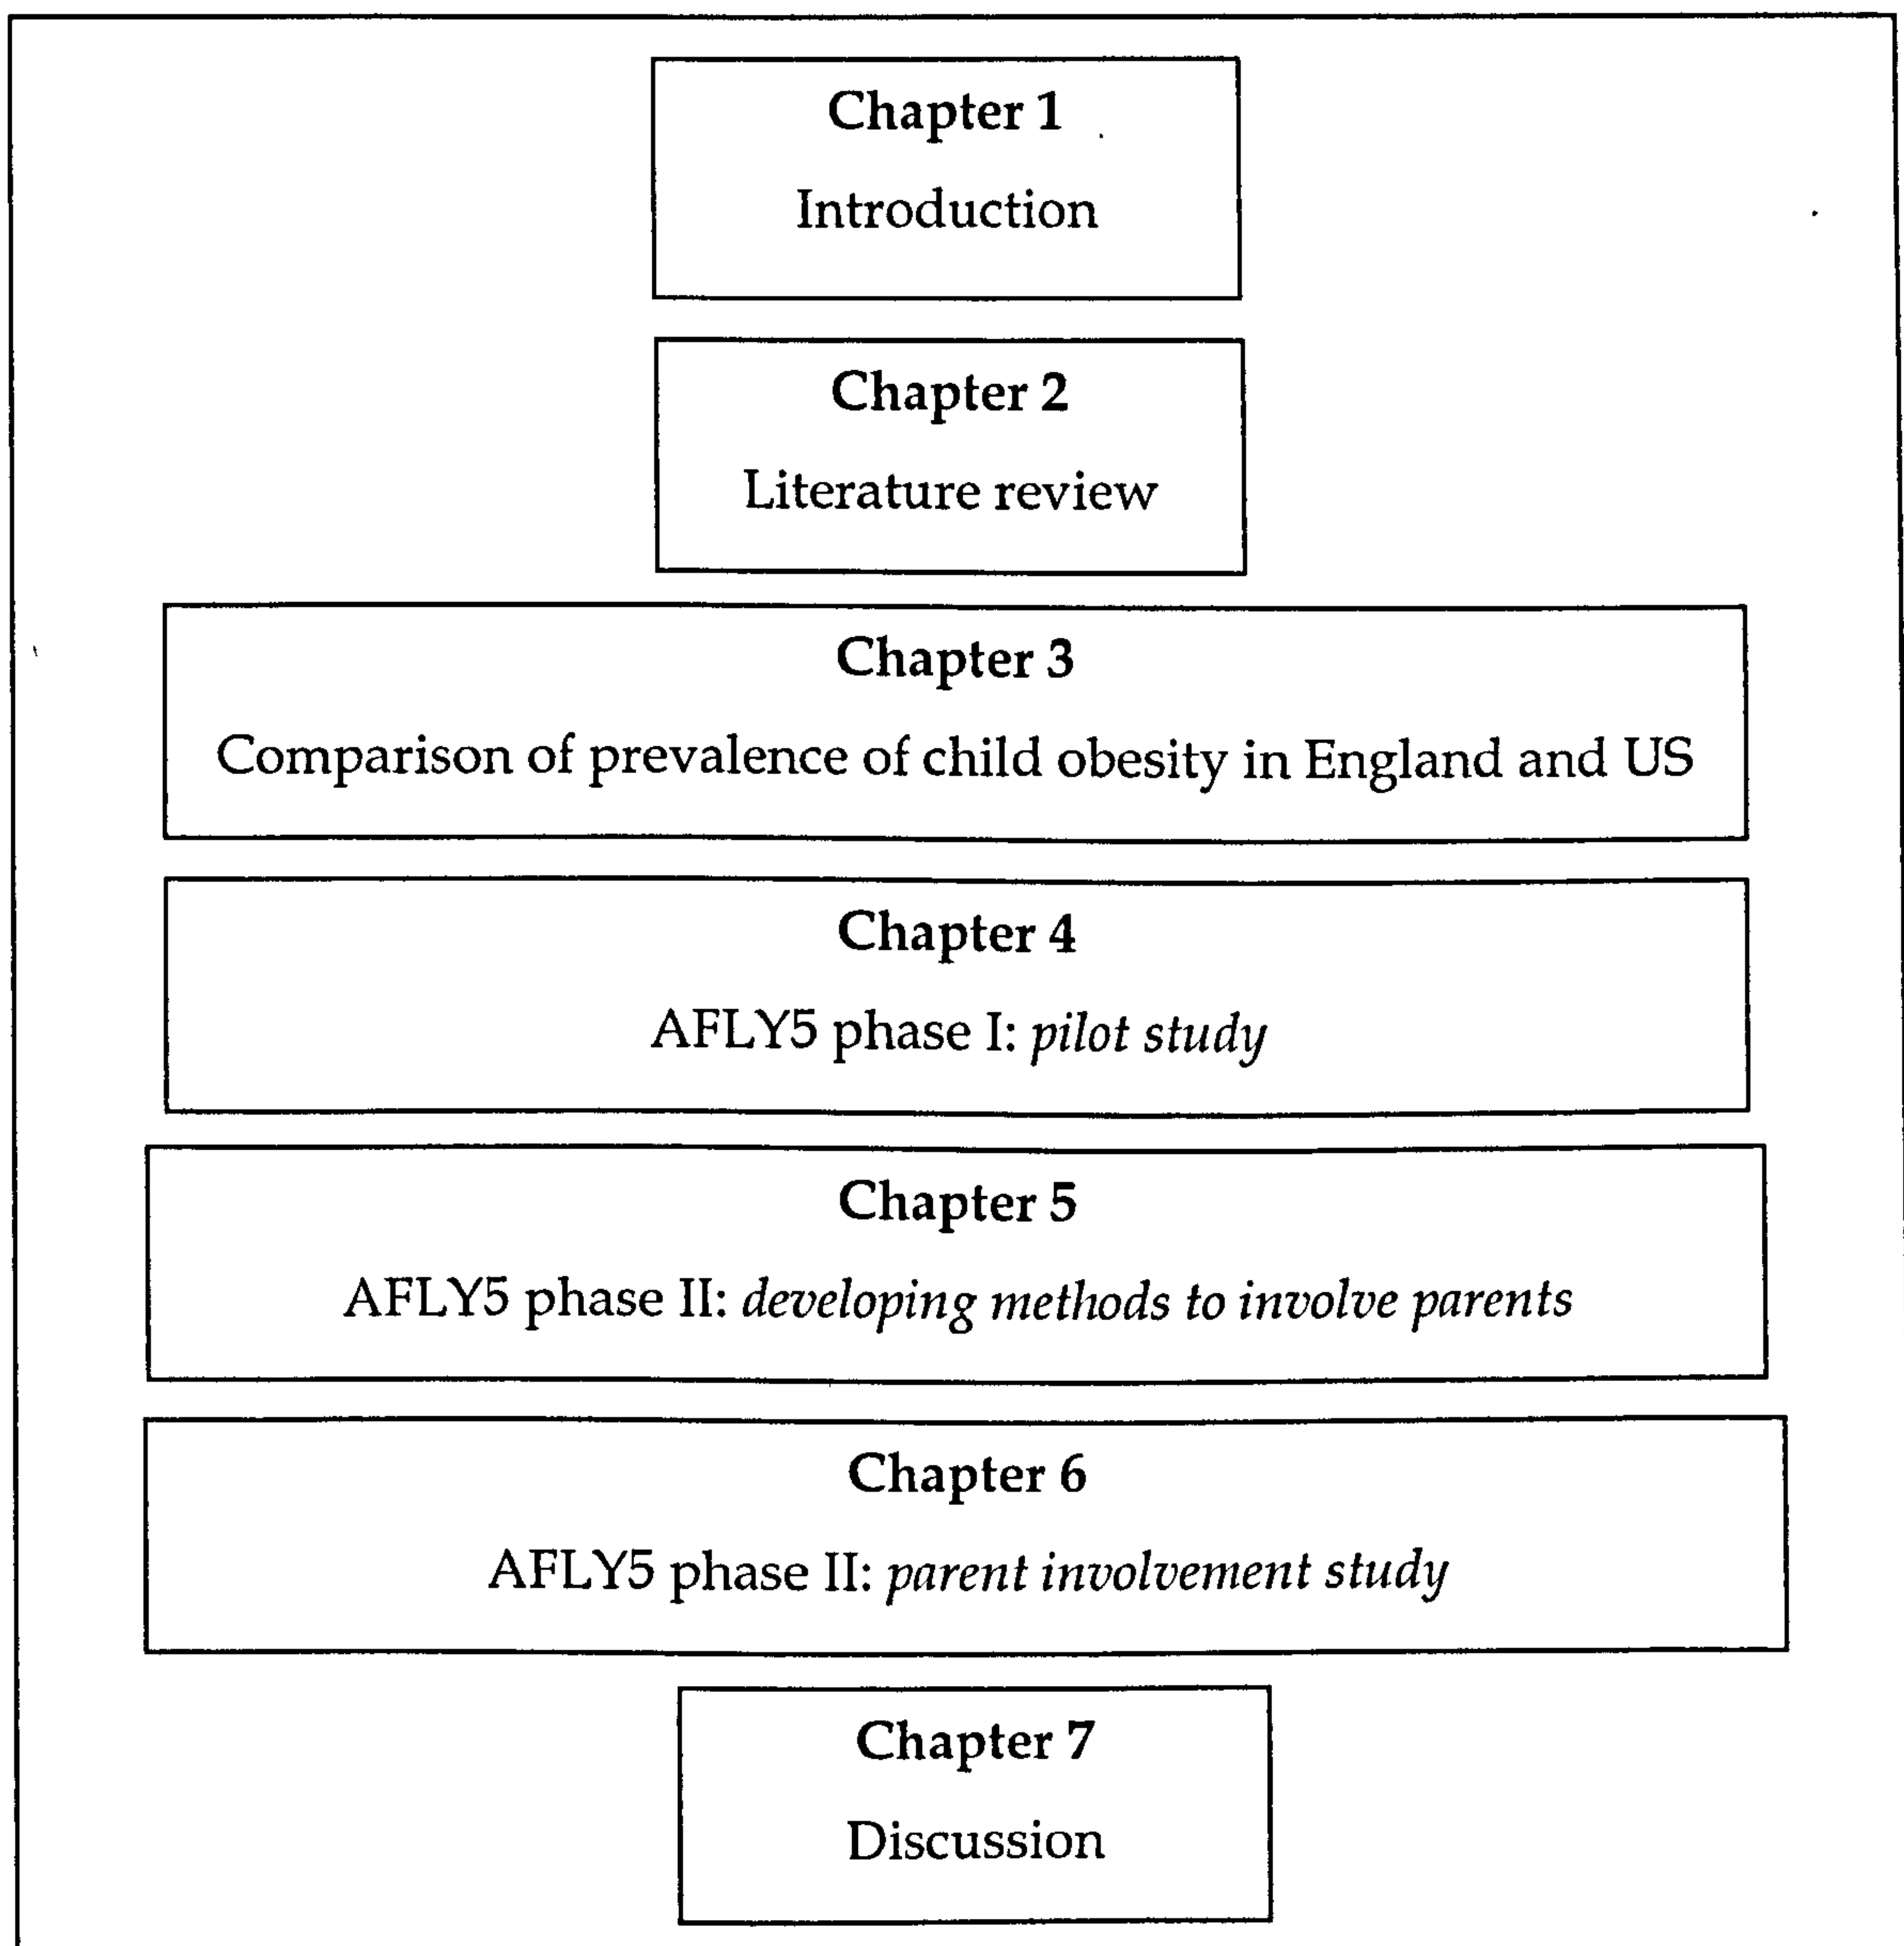 Chapter 1
Introduction
Chapter 2
Literature review
Chapter 3
Comparison of prevalence of child obesity in England and US
Chapter 4
AFLY5 phase I: pilot study
Chapter 5
AFLY5 phase II: developing methods to involve parents
Chapter 6
AFLY5 phase II: parent involvement study
Chapter 7
Discussion